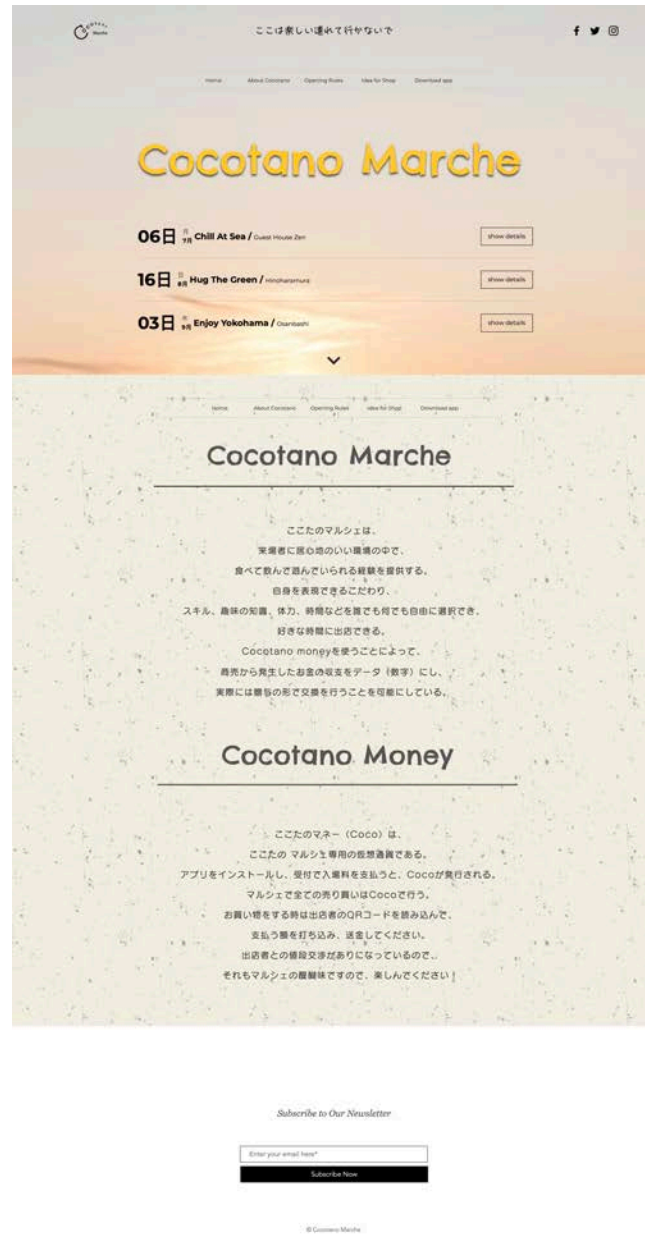 Cocotano
Marche
ここは楽しい連れて行かないで
Home About Cocotano Opening Rules Idea for Shop Download app
Cocotano Marche
06日 月 7月 Chill At Sea / Guest House Zen show details
16日 日 8月 Hug The Green / Hinoharamura show details
03日 9月 Enjoy Yokohama / Osanbashi show details
Home About Cocotano Opening Rules Idea for Shop Download app
Cocotano Marche
ここたのマルシェは、
来場者に居心地のいい環境の中で、
食べて飲んで遊んでいられる経験を提供する。
自身を表現できるこだわり、
スキル、趣味の知識、体力、時間などを誰でも何でも自由に選択でき、
好きな時間に出店できる。
Cocotano moneyを使うことによって、
商売から発生したお金の収支をデータ（数字）にし、
実際には贈与の形で交換を行うことを可能にしている。
Cocotano Money
ここたのマネー（Coco）は、
ここたの マルシェ専用の仮想通貨である。
アプリをインストールし、受付で入場料を支払うと、Cocoが発行される。
マルシェで全ての売り買いはCocoで行う。
お買い物をする時は出店者のQRコードを読み込んで、
支払う額を打ち込み、送金してください。
出店者との値段交渉がありになっているので、
それもマルシェの醍醐味ですので、楽しんでください！
Subscribe to Our Newsletter
Enter your email here*
Subscribe Now
© Cocotano Marche